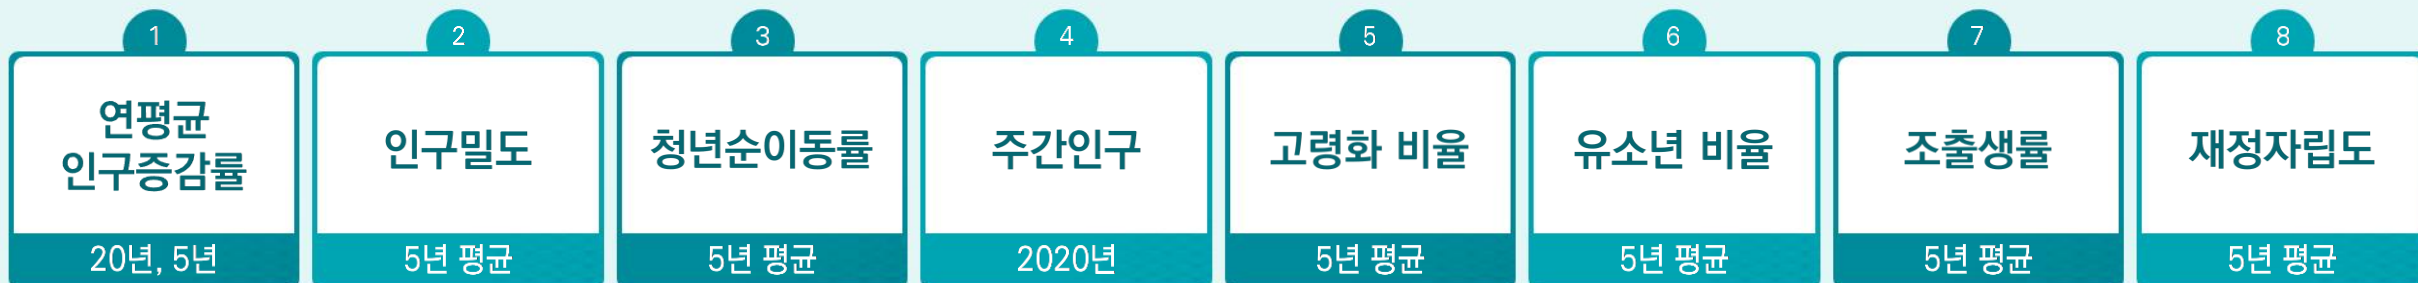 1
연평균
인구증감률
20년, 5년
2
인구밀도
5년 평균
3
청년순이동률
5년 평균
4
주간인구
2020년
5
고령화 비율
5년 평균
6
유소년 비율
5년 평균
7
조출생률
5년 평균
8
재정자립도
5년 평균